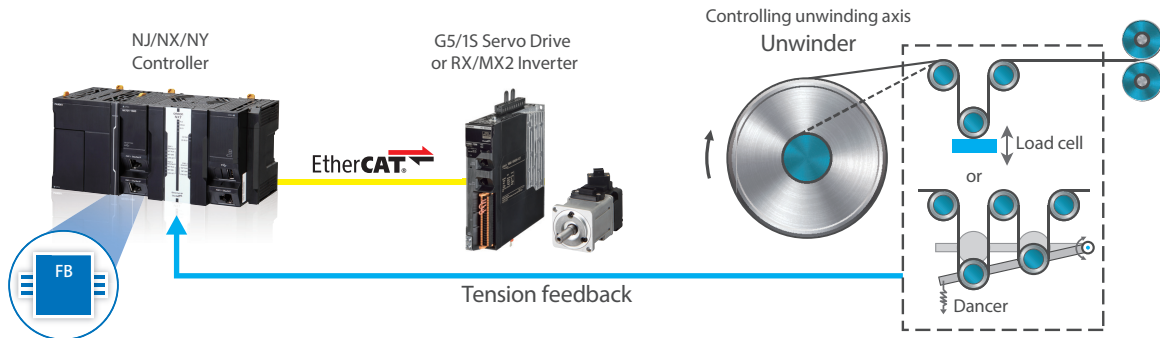 NJ/NX/NY
Controller
G5/1S Servo Drive
or RX/MX2 Inverter
Controlling unwinding axis
Unwinder
EtherCAT®
Load cell
or
FB
Tension feedback
Dancer